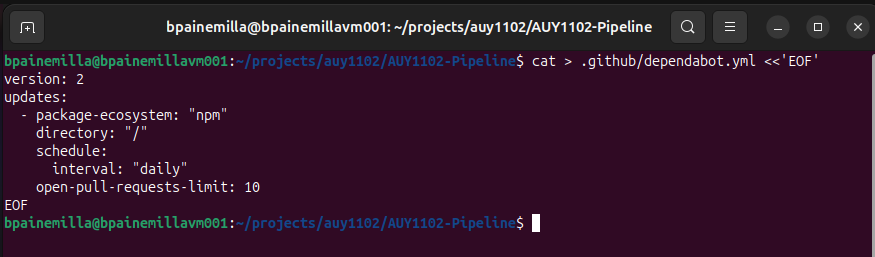 bpainemilla@bpainemillavm001: ~/projects/auy1102/AUY1102-Pipeline
bpainemilla@bpainemillavm001:~/projects/auy1102/AUY1102-Pipeline$ cat > .github/dependabot.yml <<'EOF'
version: 2
updates:
  - package-ecosystem: "npm"
    directory: "/"
    schedule:
      interval: "daily"
    open-pull-requests-limit: 10
EOF
bpainemilla@bpainemillavm001:~/projects/auy1102/AUY1102-Pipeline$